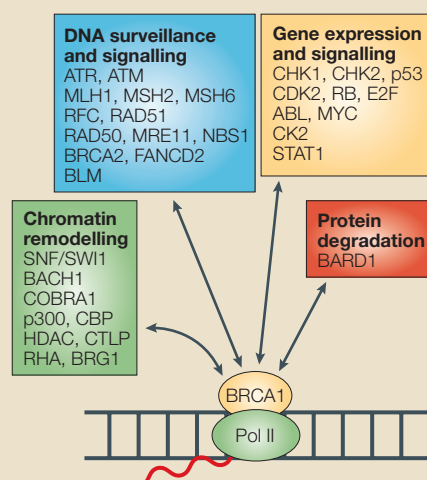 DNA surveillance
and signalling
ATR, ATM
MLH1, MSH2, MSH6
RFC, RAD51
RAD50, MRE11, NBS1
BRCA2, FANCD2
BLM
Gene expression
and signalling
CHK1, CHK2, p53
CDK2, RB, E2F
ABL, MYC
CK2
STAT1
Chromatin
remodelling
SNF/SWI1
BACH1
COBRA1
p300, CBP
HDAC, CTLP
RHA, BRG1
Protein
degradation
BARD1
BRCA1
Pol II